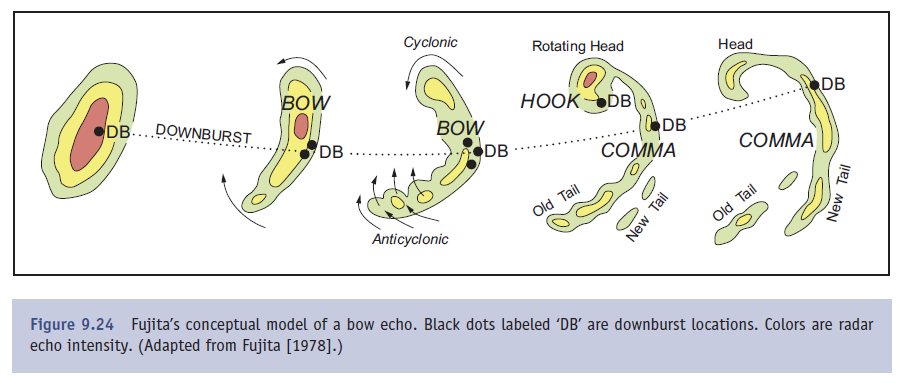 DB
DOWNBURST
BOW
DB
Cyclonic
BOW
DB
Anticyclonic
Rotating Head
HOOK
DB
DB
COMMA
Old Tail
New Tail
Head
DB
COMMA
Old Tail
New Tail
Figure 9.24 Fujita's conceptual model of a bow echo. Black dots labeled ‘DB’ are downburst locations. Colors are radar
echo intensity. (Adapted from Fujita [1978].)